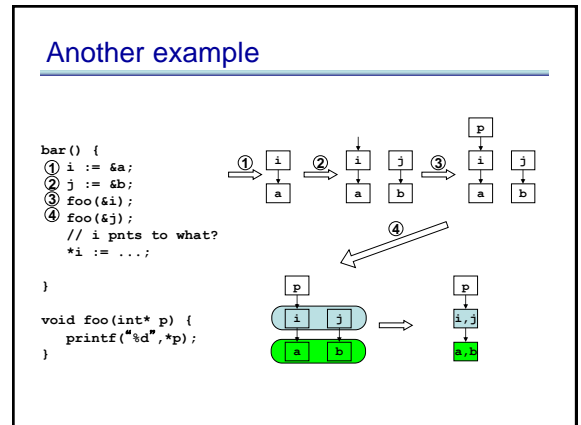 Another example
bar() {
① i := &a;
② j := &b;
③ foo(&i);
④ foo(&j);
// i pnts to what?
*i := ...;
}
void foo(int* p) {
printf("%d",*p);
}
① i a
② i j a b
③ p i j a b
④
p
i j
a b
p
i,j
a,b